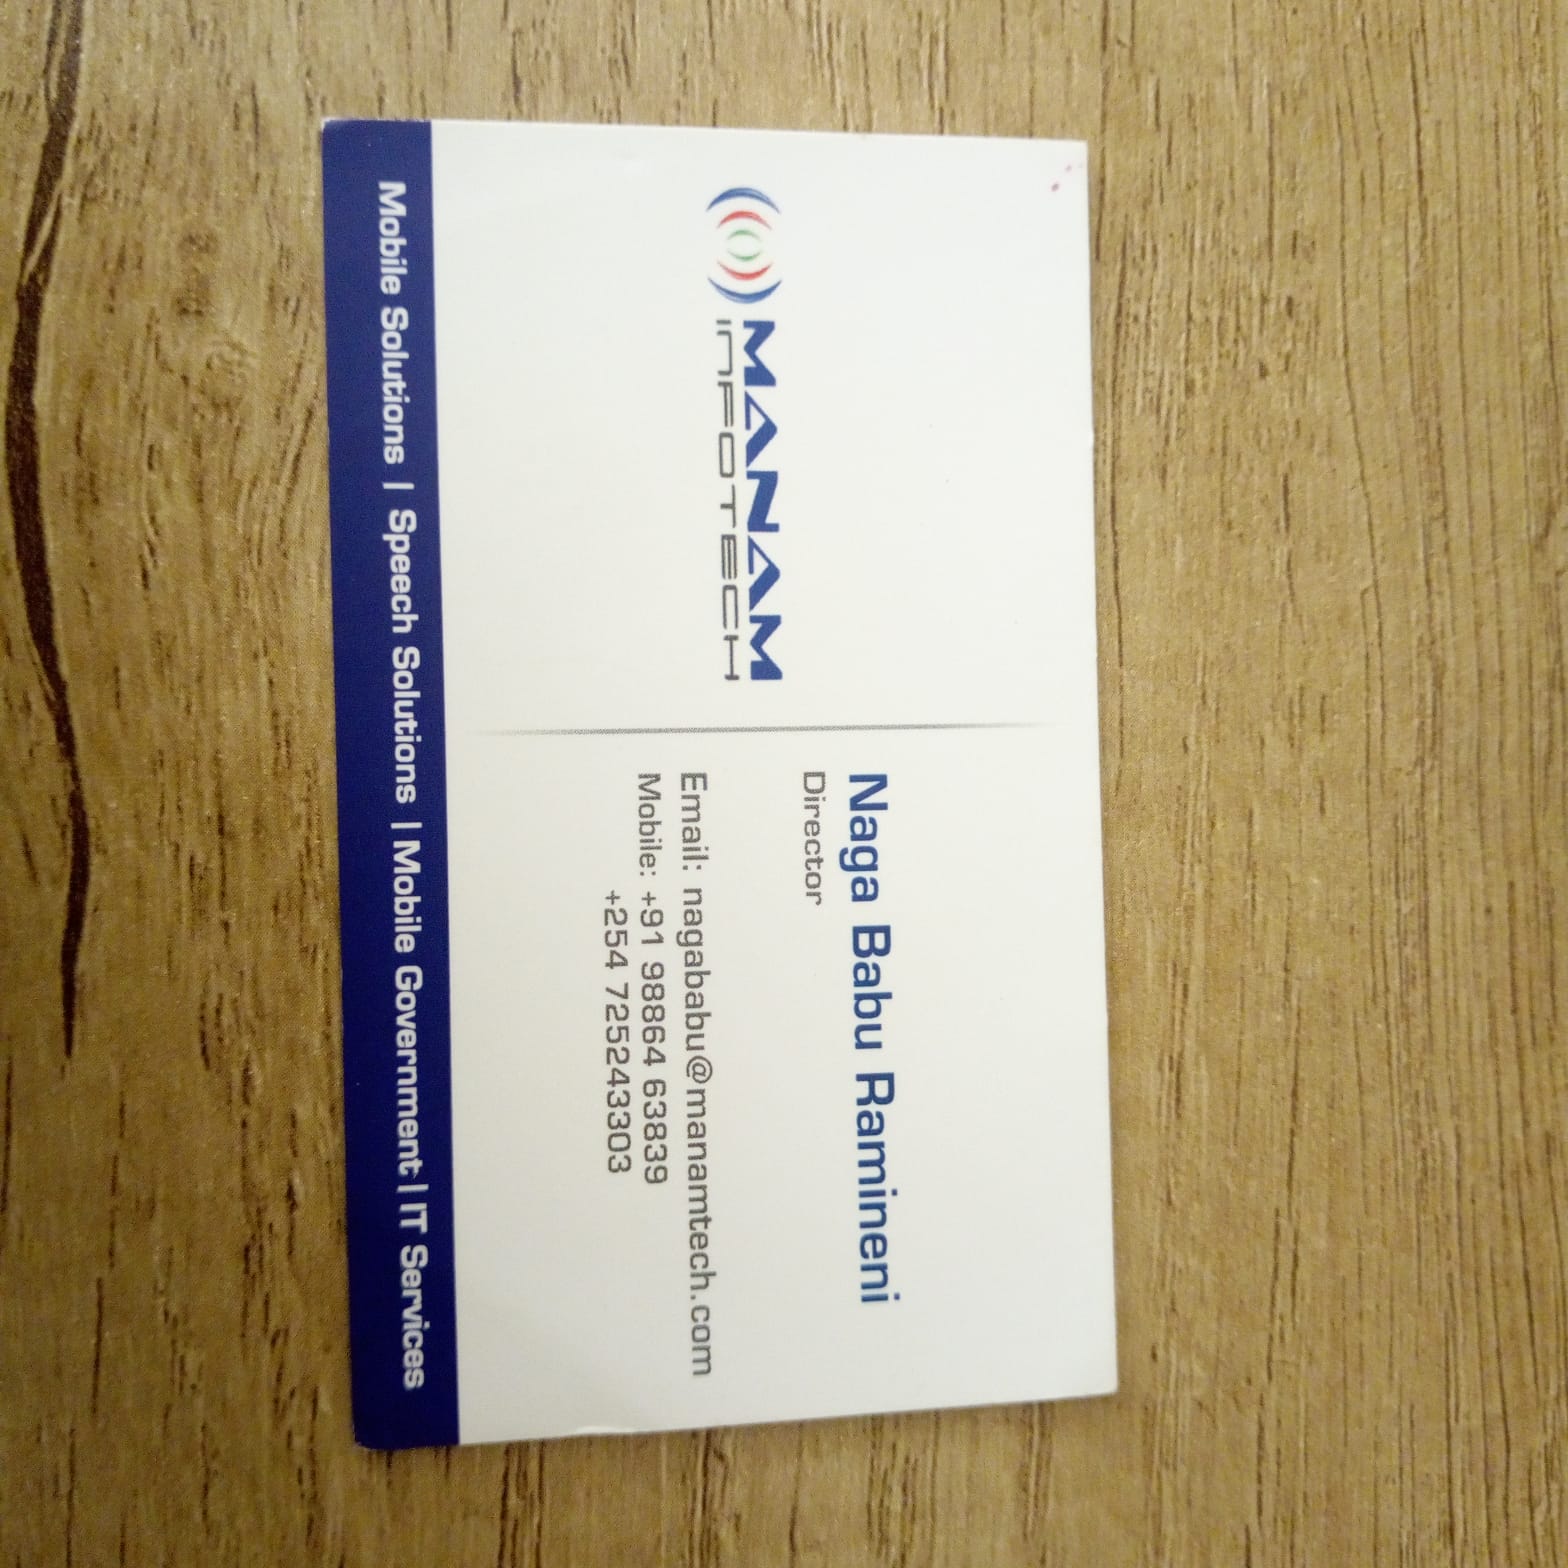 MANAM
INFOTECH
Naga Babu Ramineni
Director
Email: nagababu@manamtech.com
Mobile: +91 98864 63839
+254 725243303
Mobile Solutions | Speech Solutions | Mobile Government | IT Services